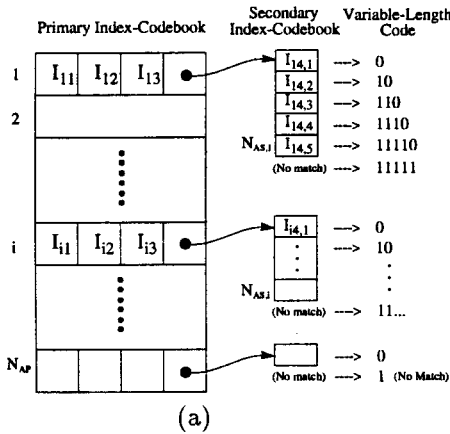 Primary Index-Codebook
Secondary Index-Codebook
Variable-Length Code
1 I11 I12 I13
I14,1 ---> 0
I14,2 ---> 10
I14,3 ---> 110
I14,4 ---> 1110
NAS,1 I14,5 ---> 11110
(No match) ---> 11111
2
i Ii1 Ii2 Ii3
Ii4,1 ---> 0
---> 10
NAS,i
(No match) ---> 11...
NAP
---> 0
(No match) ---> 1 (No Match)
(a)